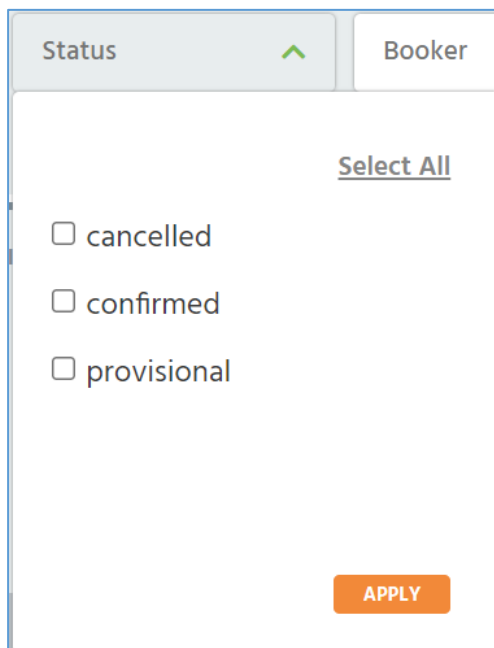 Status
Booker
Select All
cancelled
confirmed
provisional
APPLY